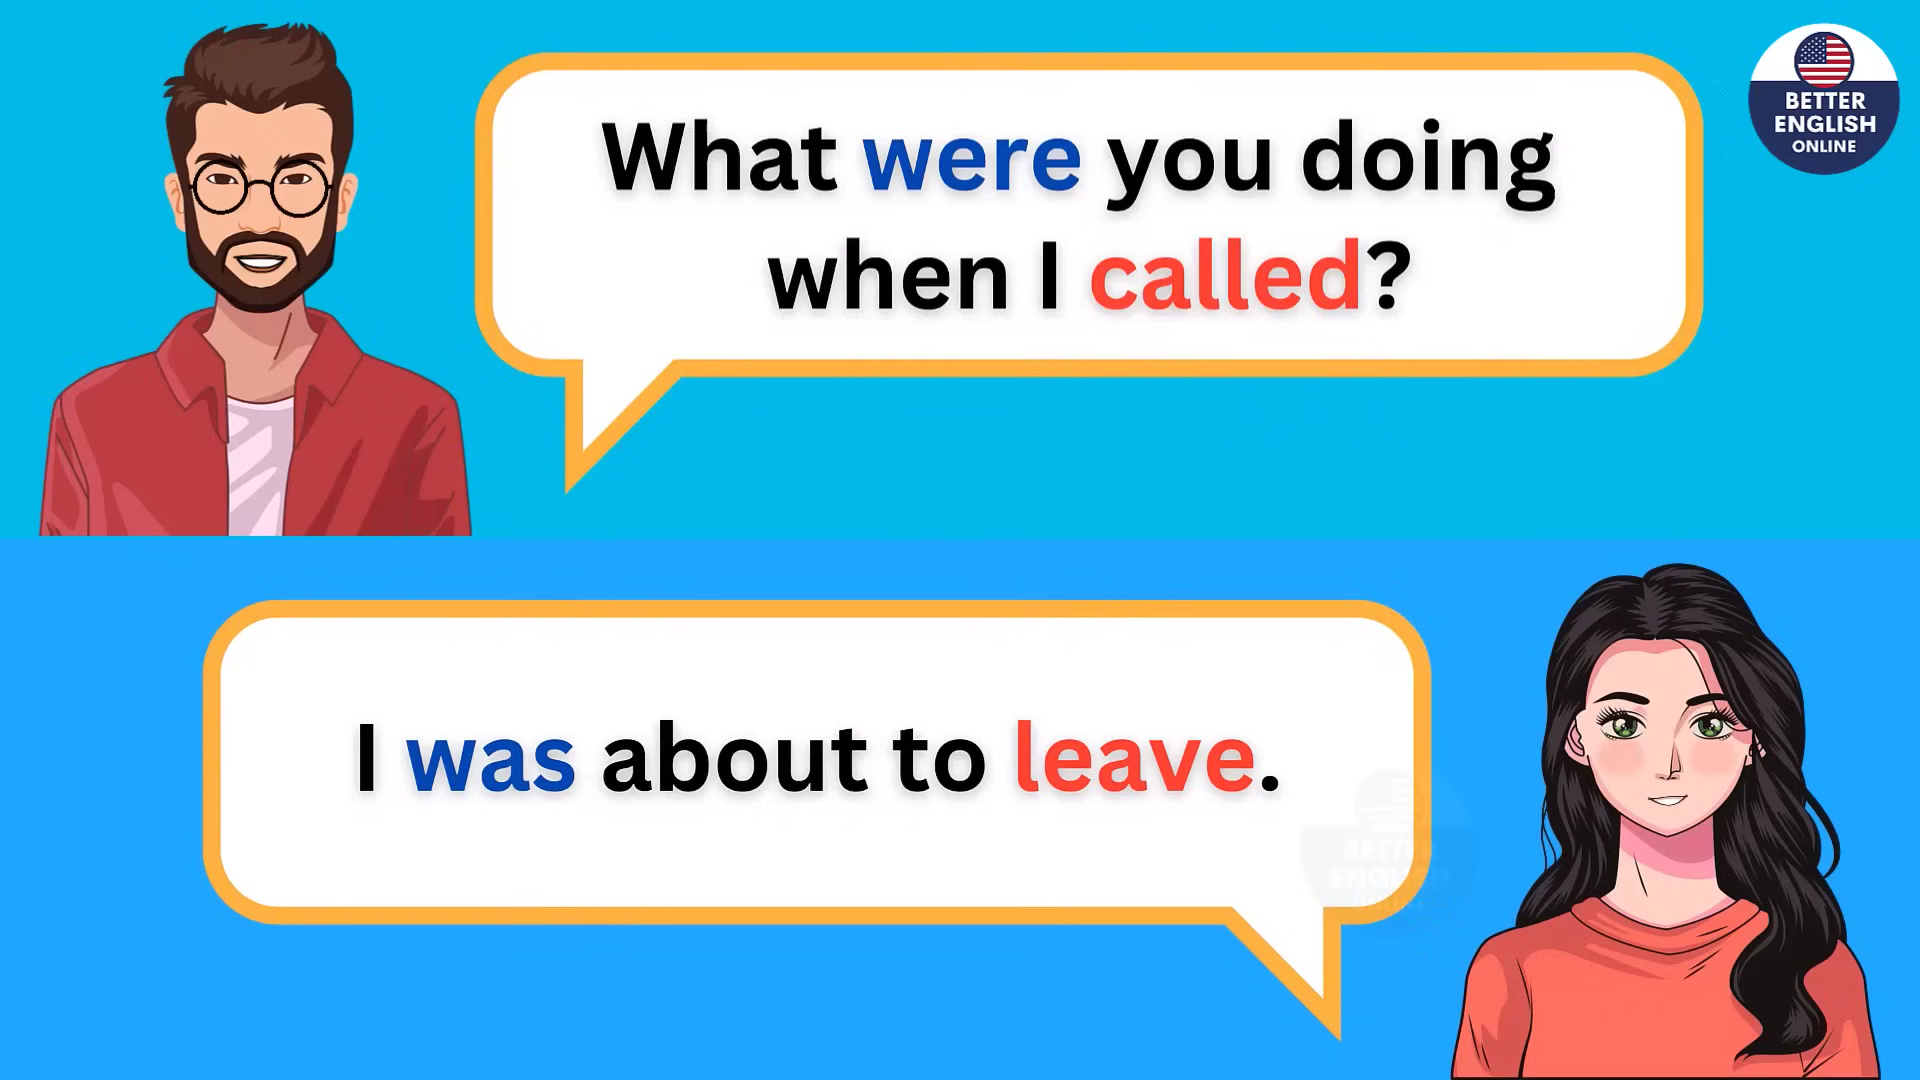 What were you doing
when I called?
BETTER
ENGLISH
ONLINE
I was about to leave.